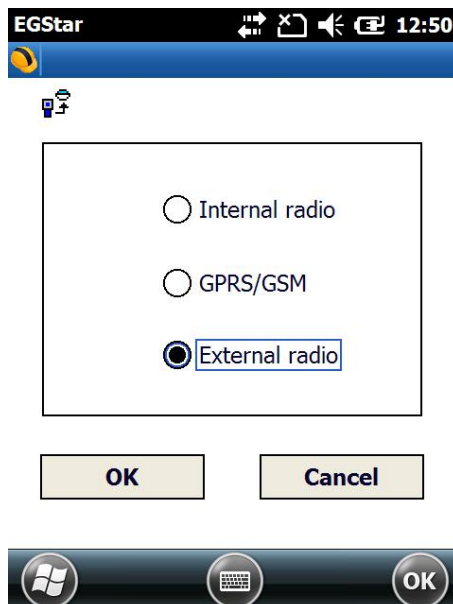 EGStar 12:50
Internal radio
GPRS/GSM
External radio
OK Cancel
OK